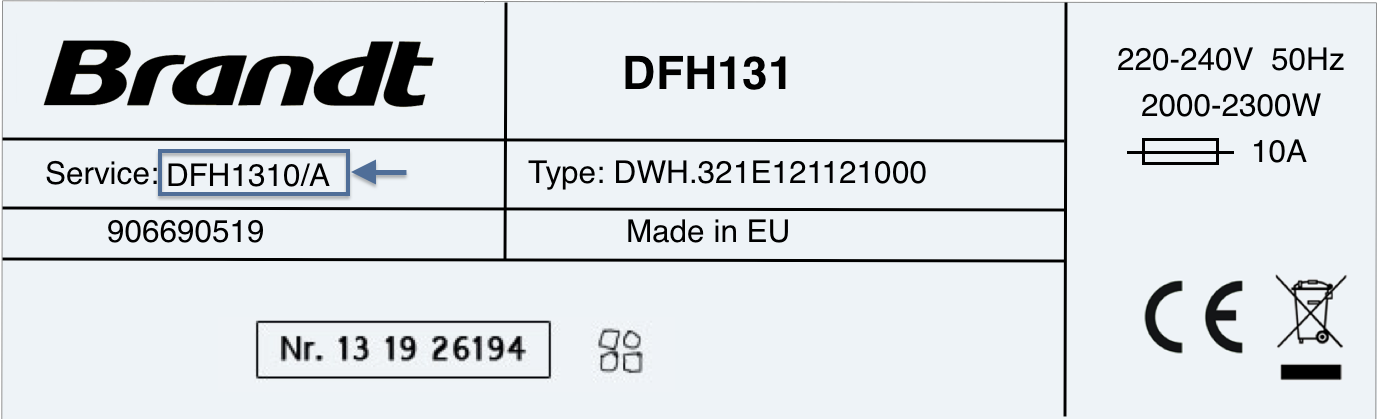 Brandt
DFH131
Service: DFH1310/A
Type: DWH.321E121121000
906690519
Made in EU
Nr. 13 19 26194
220-240V 50Hz
2000-2300W
10A
CE